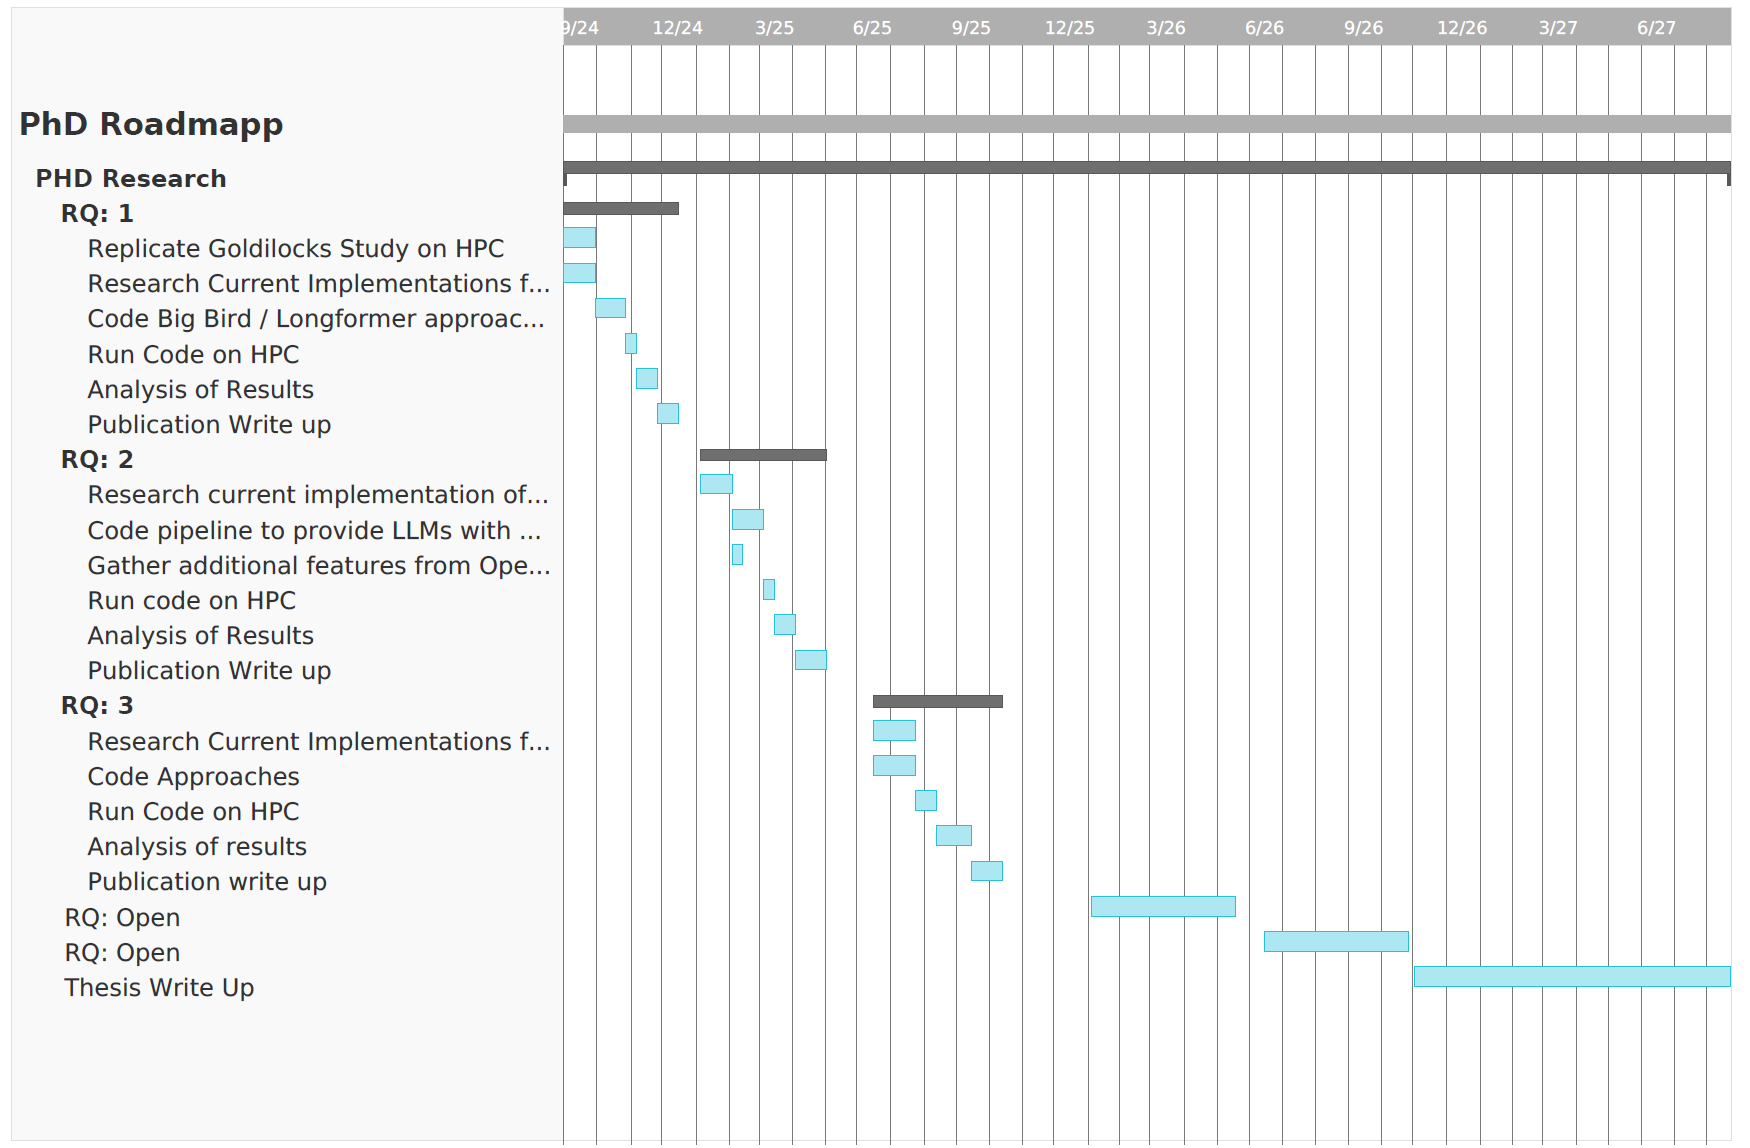 9/24 12/24 3/25 6/25 9/25 12/25 3/26 6/26 9/26 12/26 3/27 6/27
PhD Roadmapp
PHD Research
RQ: 1
Replicate Goldilocks Study on HPC
Research Current Implementations f...
Code Big Bird / Longformer approac...
Run Code on HPC
Analysis of Results
Publication Write up
RQ: 2
Research current implementation of...
Code pipeline to provide LLMs with ...
Gather additional features from Ope...
Run code on HPC
Analysis of Results
Publication Write up
RQ: 3
Research Current Implementations f...
Code Approaches
Run Code on HPC
Analysis of results
Publication write up
RQ: Open
RQ: Open
Thesis Write Up